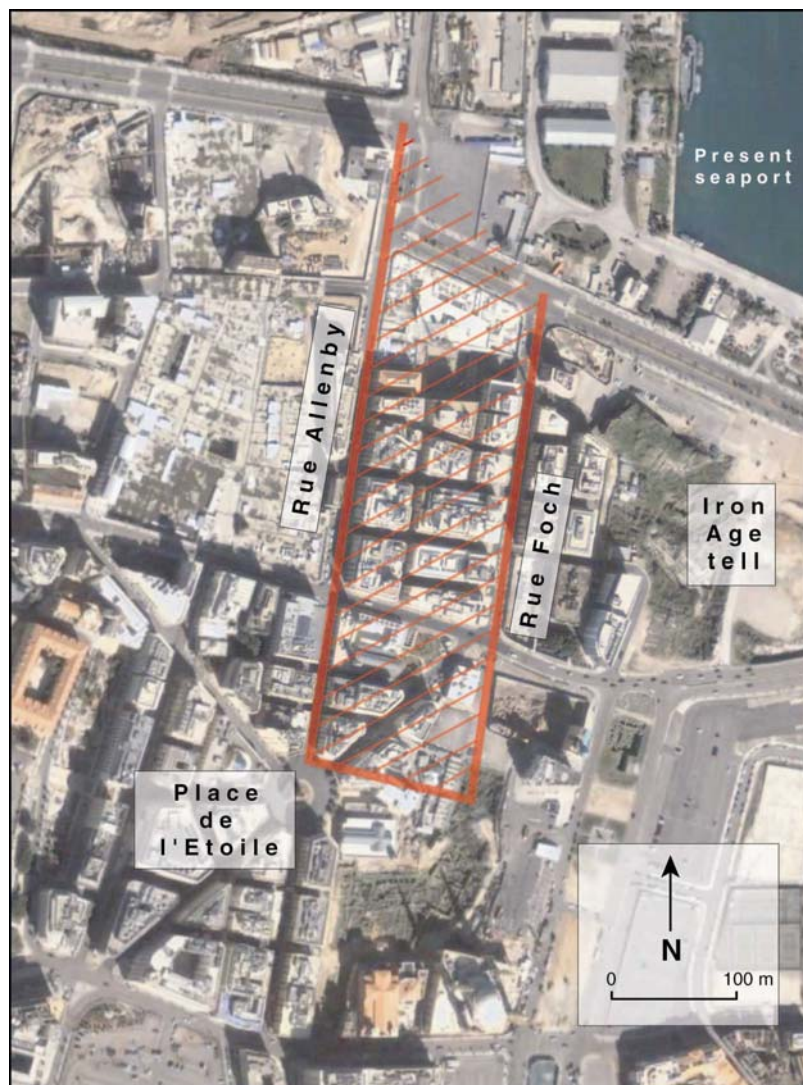 Present
seaport
Rue Allenby
Rue Foch
Iron
Age
tell
Place
de
l'Etoile
N
0 100 m